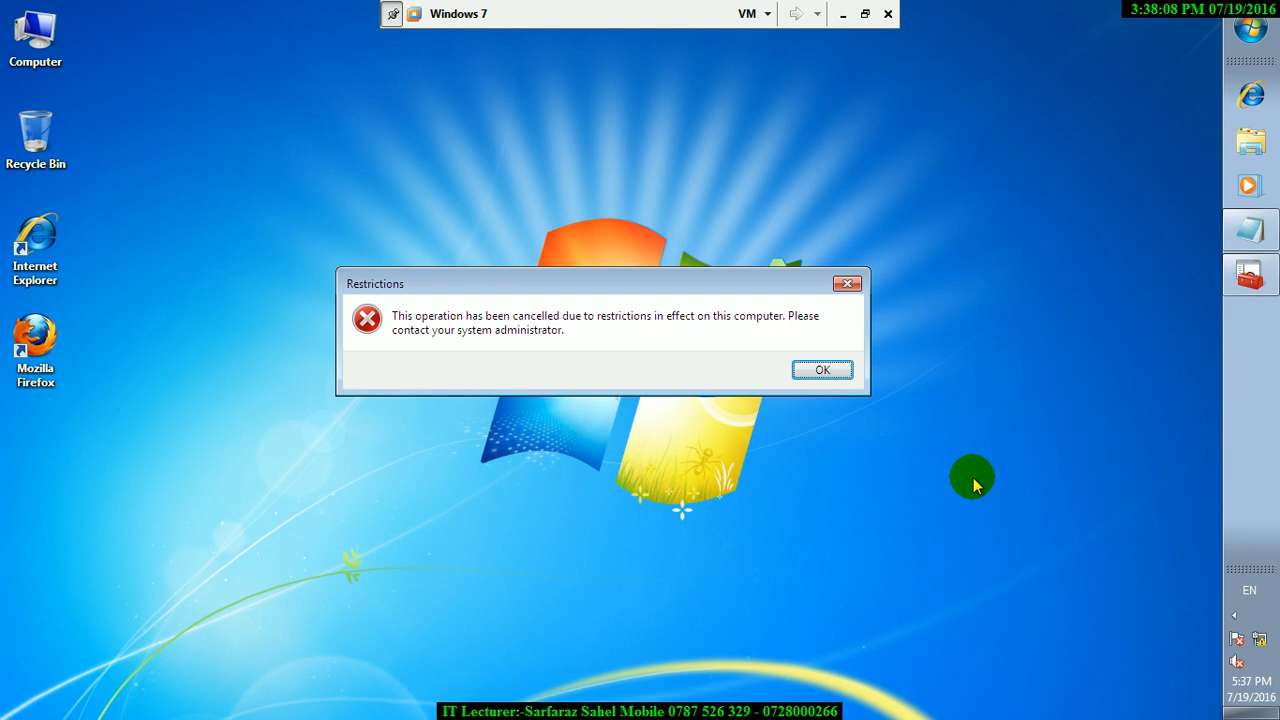 Windows 7
VM
3:38:08 PM 07/19/2016
Computer
Recycle Bin
Internet
Explorer
Mozilla
Firefox
Restrictions
This operation has been cancelled due to restrictions in effect on this computer. Please
contact your system administrator.
OK
EN
5:37 PM
7/19/2016
IT Lecturer:-Sarfaraz Sahel Mobile 0787 526 329 - 0728000266